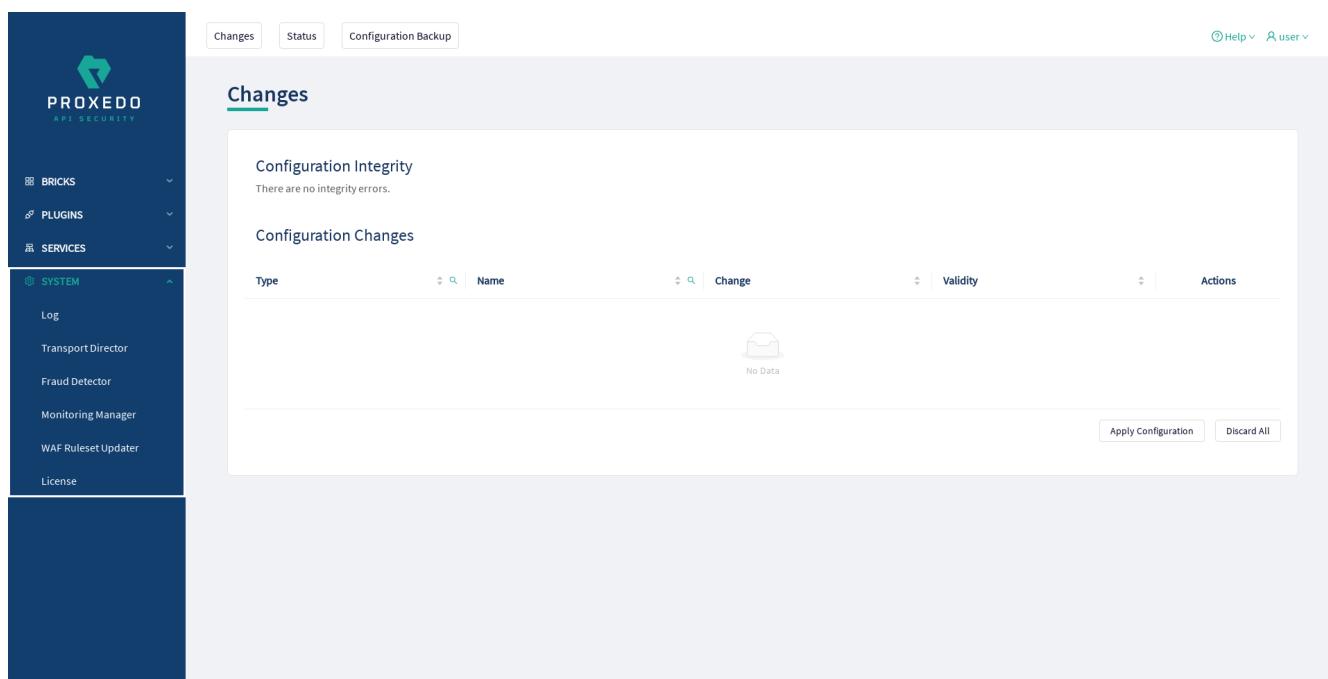 Changes Status Configuration Backup Help user
PROXEDO
API SECURITY
BRICKS
PLUGINS
SERVICES
SYSTEM
Log
Transport Director
Fraud Detector
Monitoring Manager
WAF Ruleset Updater
License
Changes
Configuration Integrity
There are no integrity errors.
Configuration Changes
Type Name Change Validity Actions
No Data
Apply Configuration Discard All